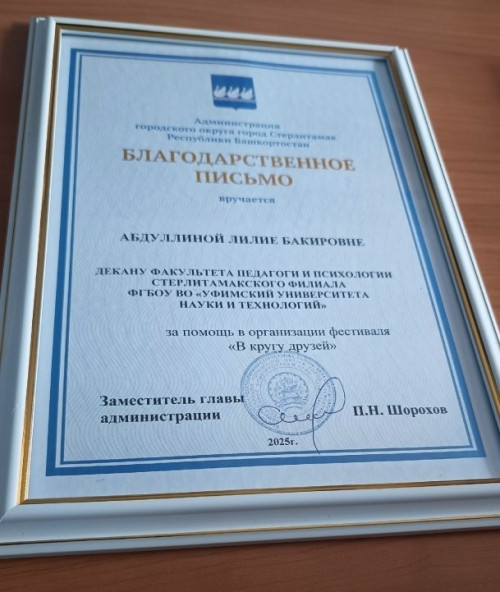 Администрация
городского округа город Стерлитамак
Республики Башкортостан
БЛАГОДАРСТВЕННОЕ
ПИСЬМО
вручается
АБДУЛЛИНОЙ ЛИЛИЕ БАКИРОВНЕ
ДЕКАНУ ФАКУЛЬТЕТА ПЕДАГОГИ И ПСИХОЛОГИИ
СТЕРЛИТАМАКСКОГО ФИЛИАЛА
ФГБОУ ВО «УФИМСКИЙ УНИВЕРСИТЕТА
НАУКИ И ТЕХНОЛОГИЙ»
за помощь в организации фестиваля
«В кругу друзей»
Заместитель главы
администрации
П.Н. Шорохов
2025г.